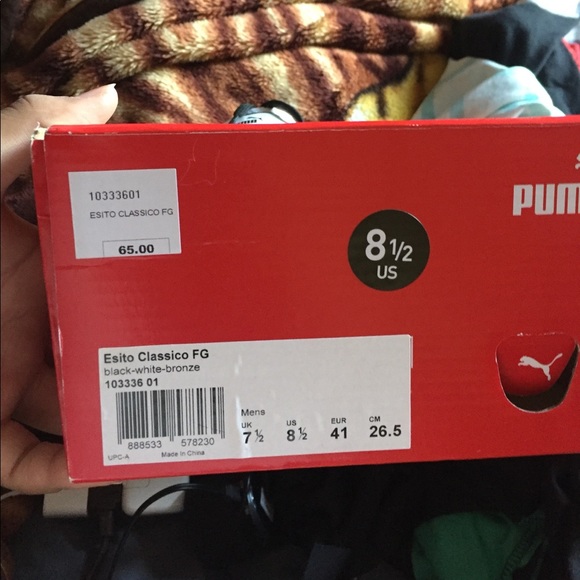 10333601
ESITO CLASSICO FG
65.00
8 1/2
US
PUM
Esito Classico FG
black-white-bronze
103336 01
888533 578230
UPC-A
Made in China
Mens
UK US EUR CM
7 ½ 8 ½ 41 26.5